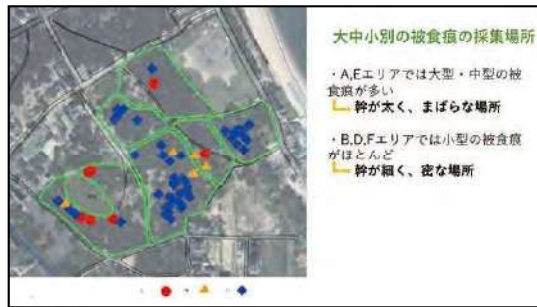 大中小別の被食痕の採集場所
・A,Eエリアでは大型・中型の被
食痕が多い
幹が太く、まばらな場所
・B,D,Fエリアでは小型の被食痕
がほとんど
幹が細く、密な場所